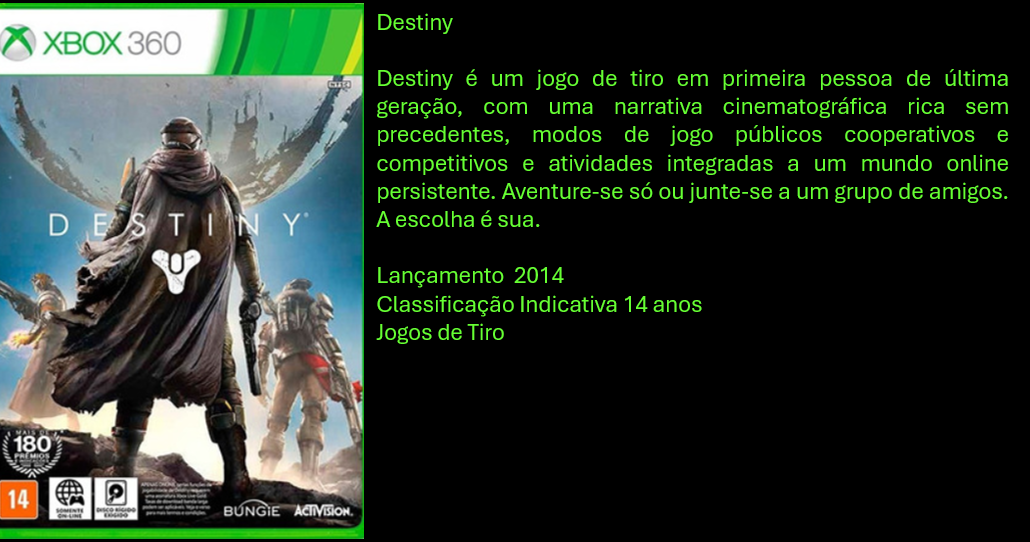 XBOX 360
DESTINY
MAIS DE
180
PRÊMIOS
14
SOMENTE
ON-LINE
DISCO RÍGIDO
EXIGIDO
BUNGiE
ACTIVISION
Destiny
Destiny é um jogo de tiro em primeira pessoa de última
geração, com uma narrativa cinematográfica rica sem
precedentes, modos de jogo públicos cooperativos e
competitivos e atividades integradas a um mundo online
persistente. Aventure-se só ou junte-se a um grupo de amigos.
A escolha é sua.
Lançamento 2014
Classificação Indicativa 14 anos
Jogos de Tiro